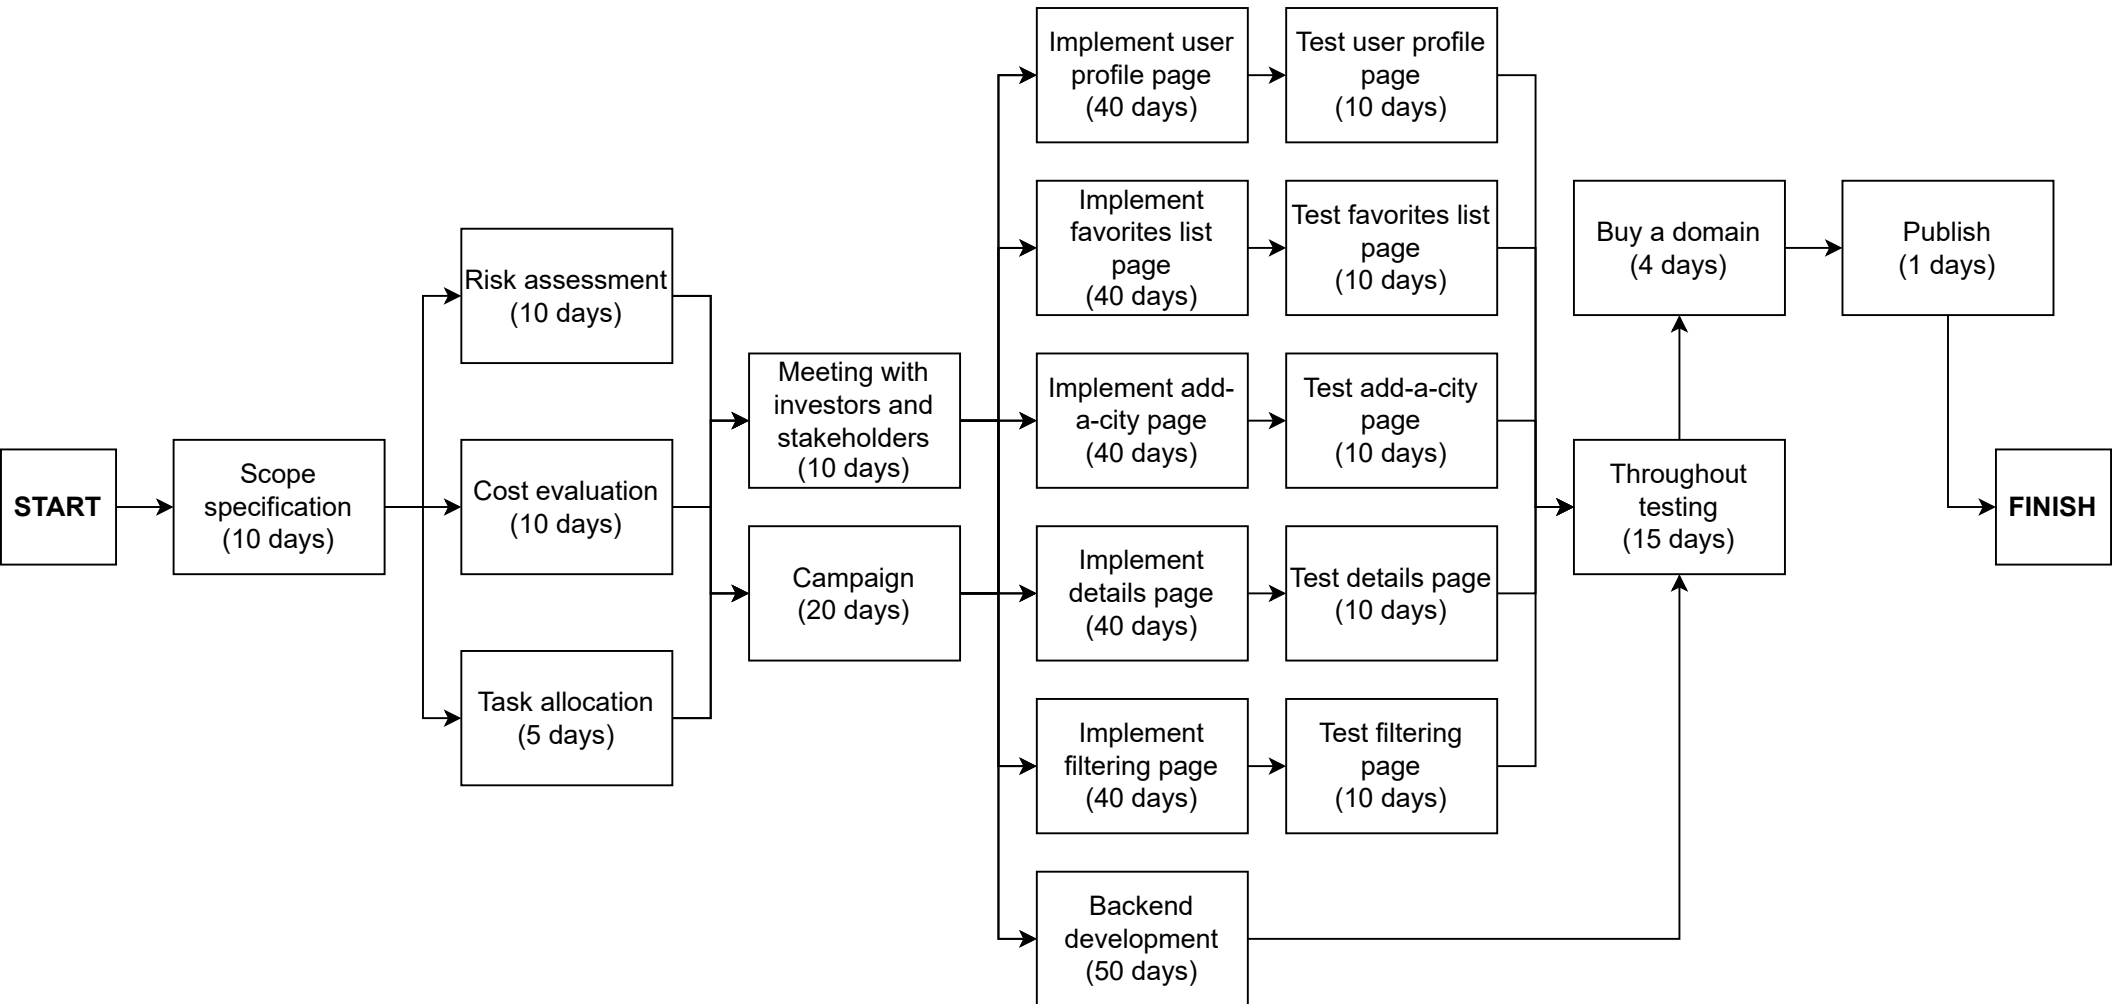 START
Scope
specification
(10 days)
Risk assessment
(10 days)
Cost evaluation
(10 days)
Task allocation
(5 days)
Meeting with
investors and
stakeholders
(10 days)
Campaign
(20 days)
Implement user
profile page
(40 days)
Test user profile
page
(10 days)
Implement
favorites list
page
(40 days)
Test favorites list
page
(10 days)
Implement add-
a-city page
(40 days)
Test add-a-city
page
(10 days)
Implement
details page
(40 days)
Test details page
(10 days)
Implement
filtering page
(40 days)
Test filtering
page
(10 days)
Backend
development
(50 days)
Throughout
testing
(15 days)
Buy a domain
(4 days)
Publish
(1 days)
FINISH